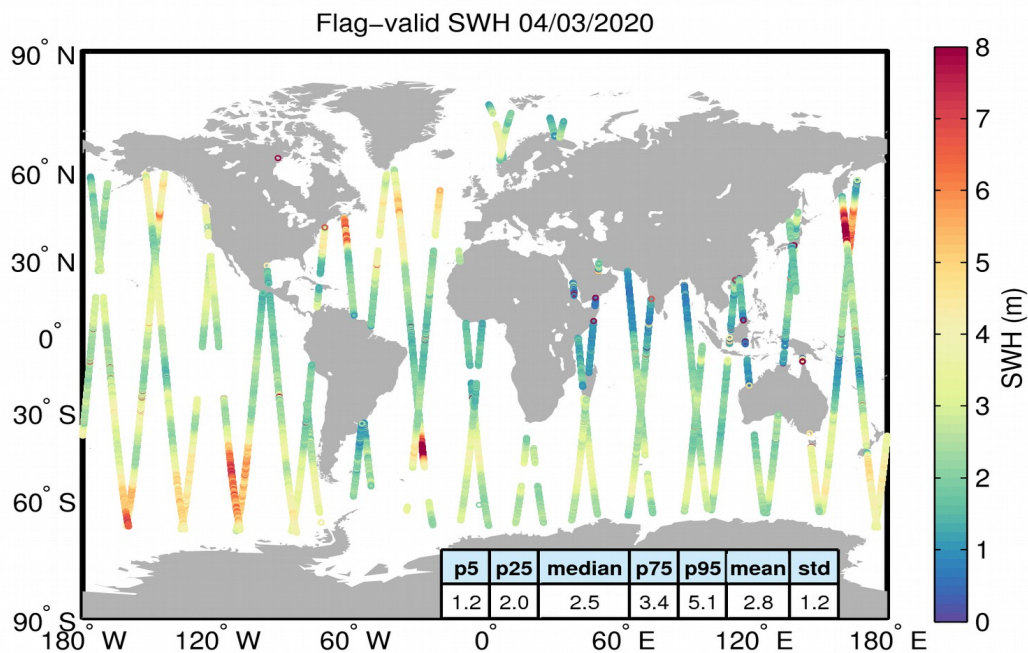 Flag−valid SWH 04/03/2020
90° N
60° N
30° N
0°
30° S
60° S
90° S
180° W
120° W
60° W
0°
60° E
120° E
180° E
8
7
6
5
4
3
2
1
0
SWH (m)
p5 p25 median p75 p95 mean std
1.2 2.0 2.5 3.4 5.1 2.8 1.2